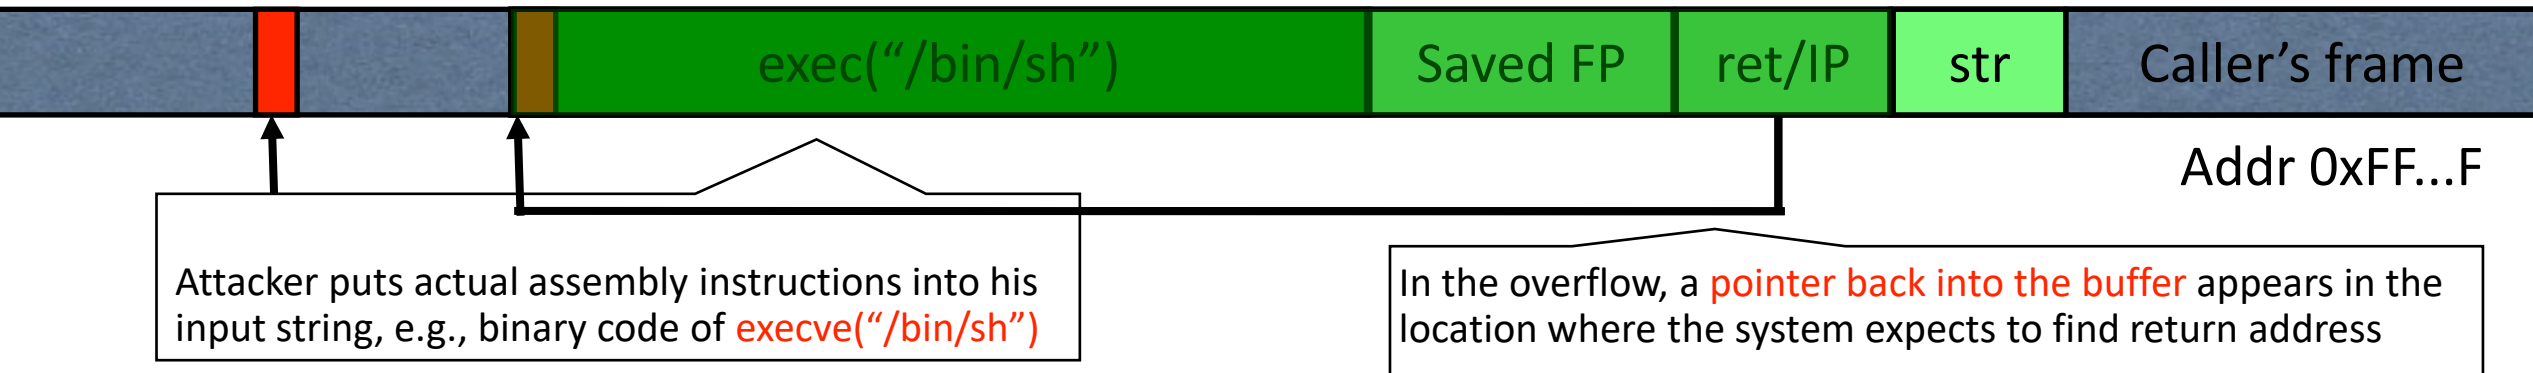 exec(“/bin/sh”) Saved FP ret/IP str Caller’s frame
Addr 0xFF...F
Attacker puts actual assembly instructions into his
input string, e.g., binary code of execve(“/bin/sh”)
In the overflow, a pointer back into the buffer appears in the
location where the system expects to find return address